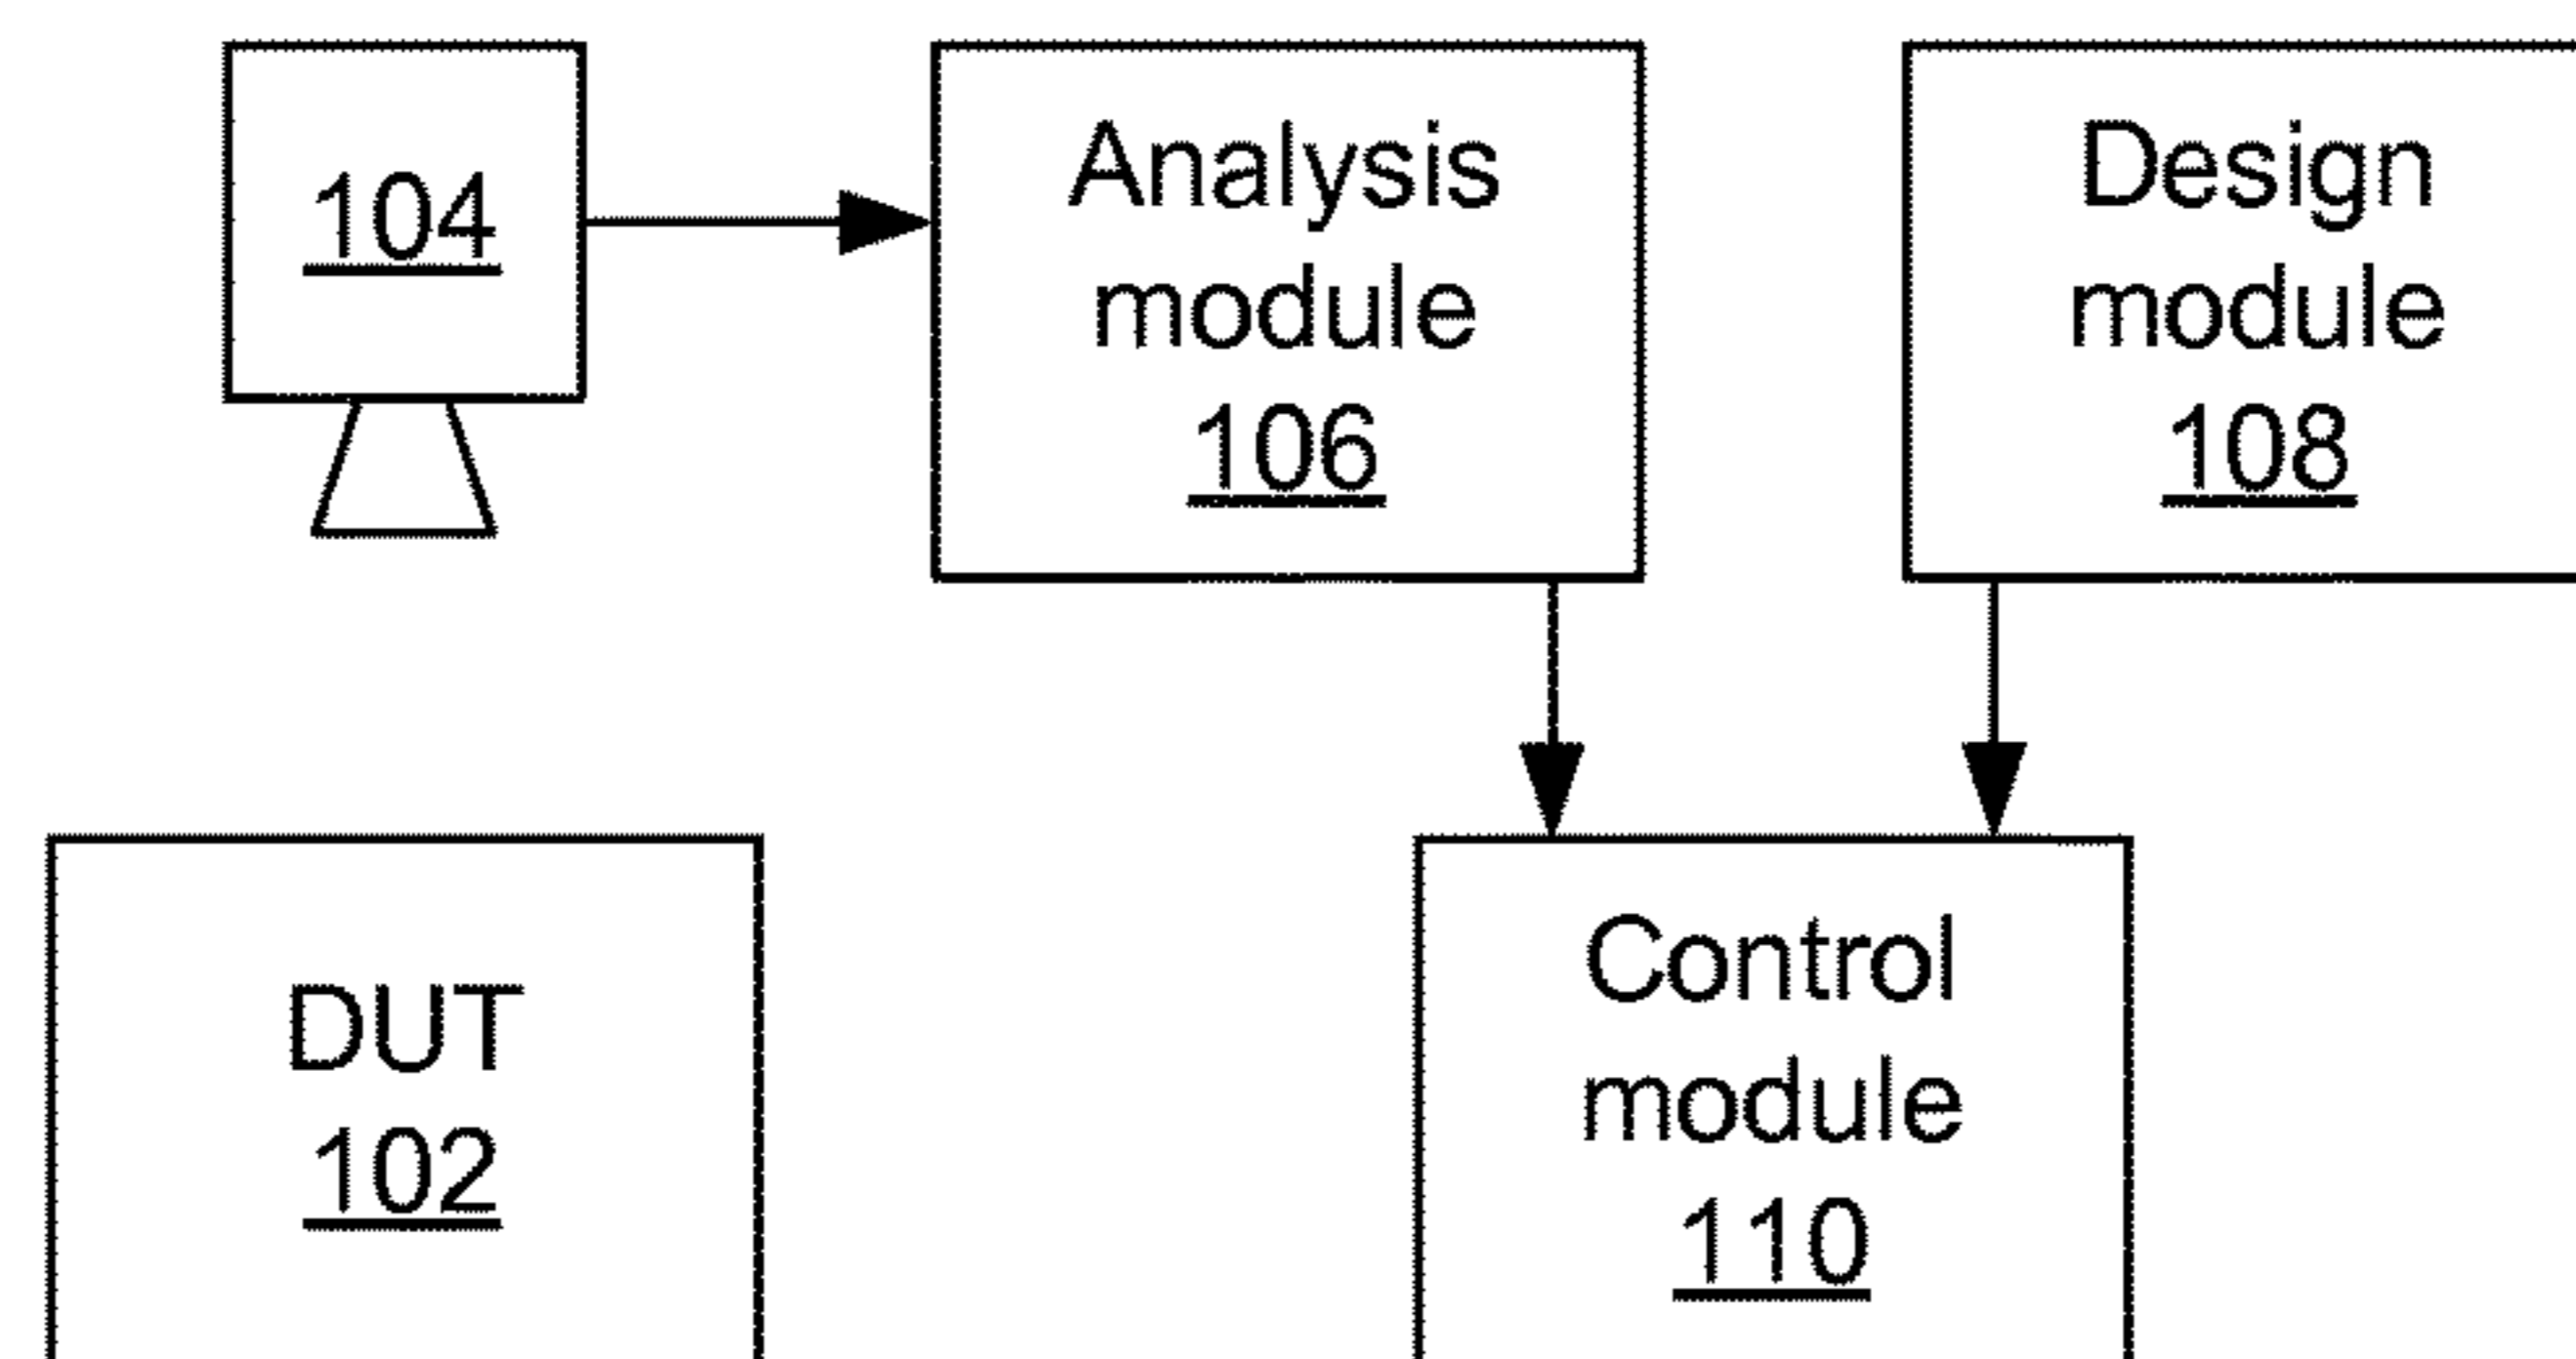 104
Analysis
module
106
Design
module
108
DUT
102
Control
module
110